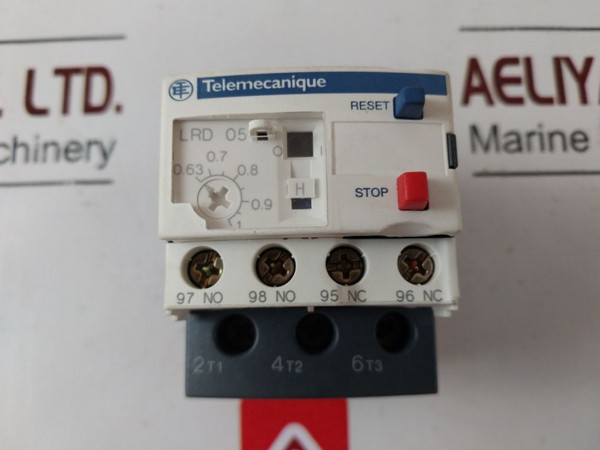 LTD.
AELIYA
chinery
Marine
Telemecanique
RESET
LRD 05
O I
0.63 0.7 0.8 0.9 1
H
STOP
97 NO 98 NO 95 NC 96 NC
2T1 4T2 6T3